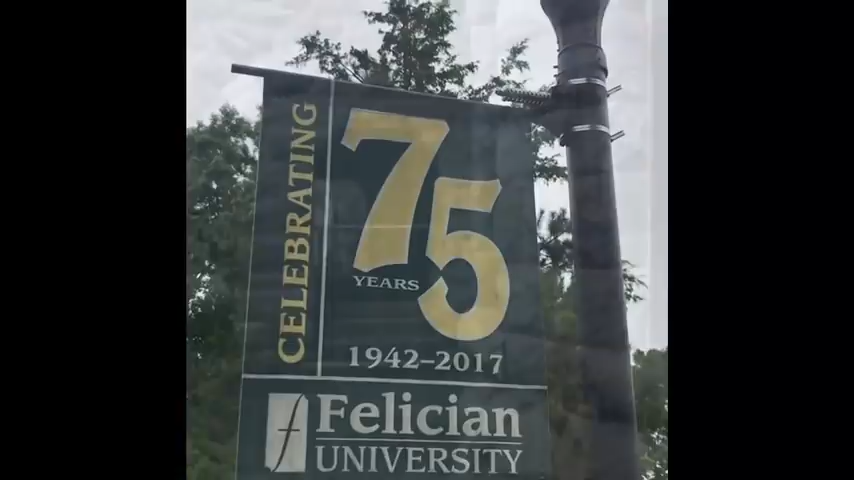 CELEBRATING
75
YEARS
1942–2017
f Felician
UNIVERSITY